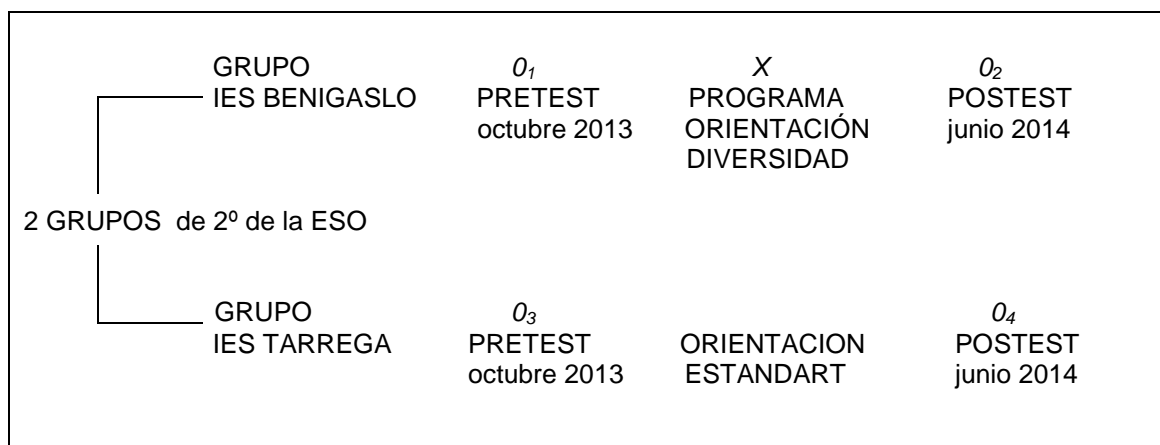 GRUPO 0₁ X 0₂
IES BENIGASLO PRETEST PROGRAMA POSTEST
octubre 2013 ORIENTACIÓN junio 2014
DIVERSIDAD
2 GRUPOS de 2º de la ESO
GRUPO 0₃ 0₄
IES TARREGA PRETEST ORIENTACION POSTEST
octubre 2013 ESTANDART junio 2014